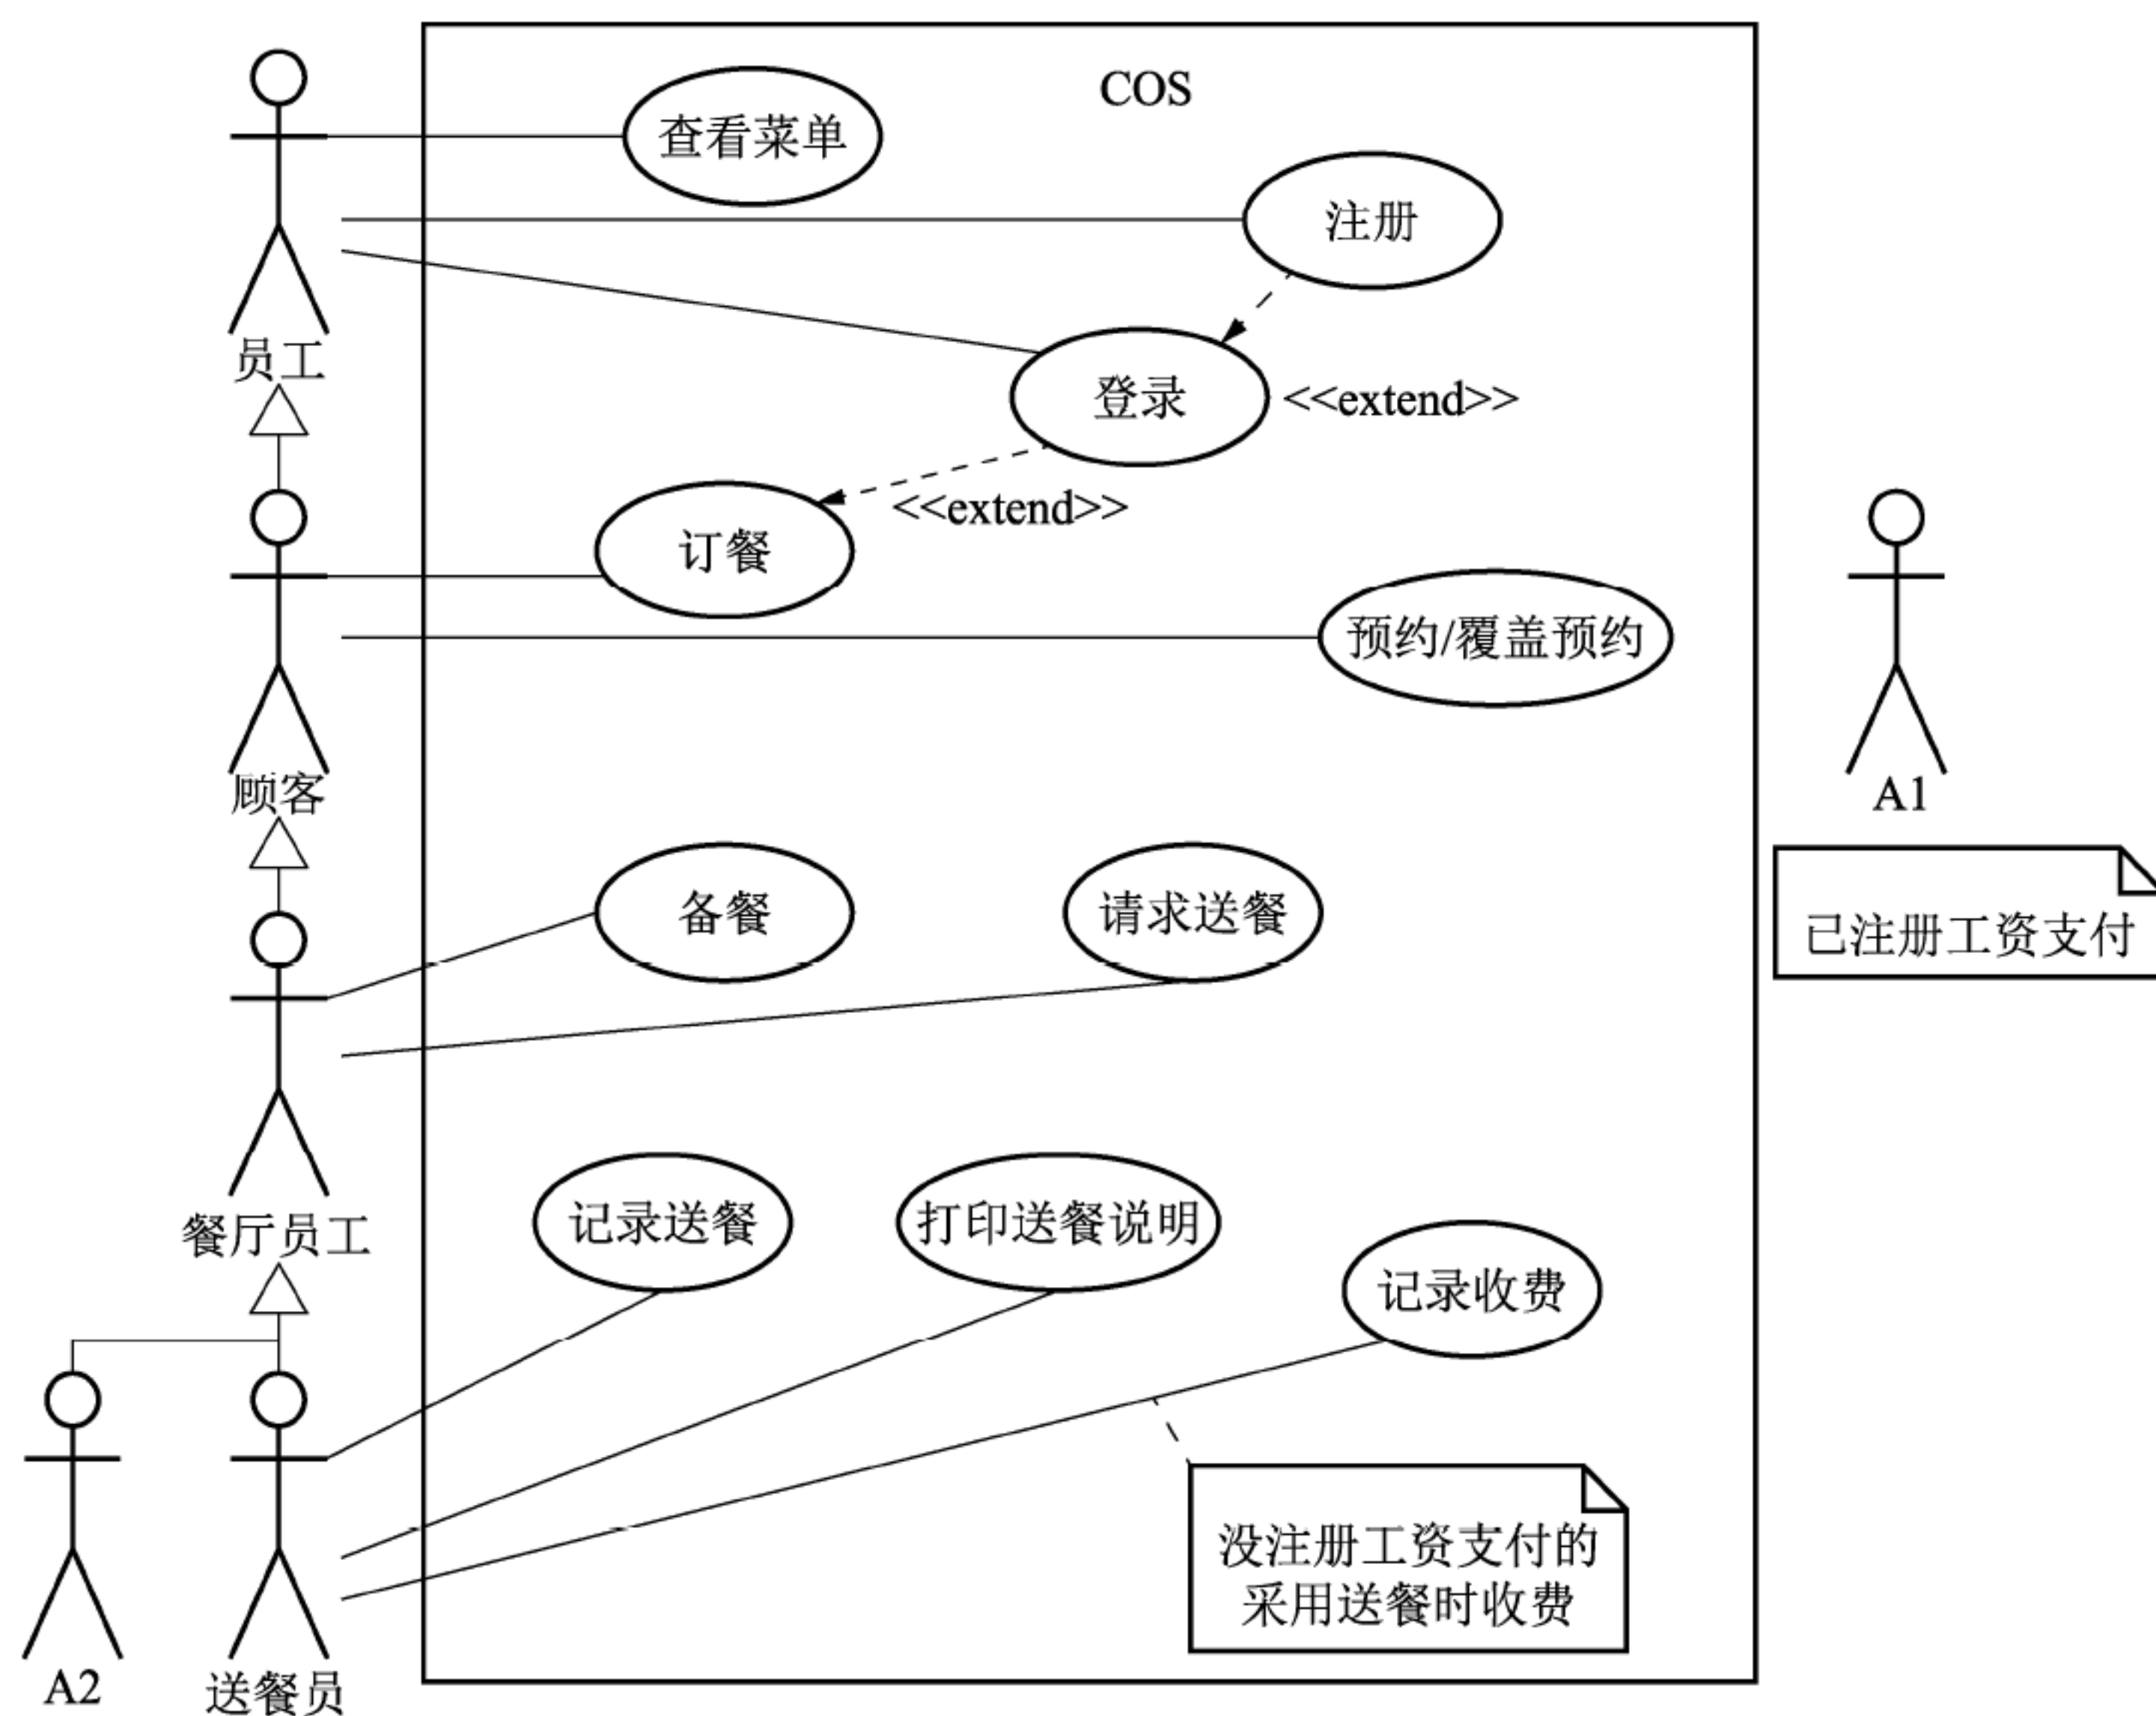 COS
查看菜单
注册
员工
登录
<<extend>>
<<extend>>
订餐
预约/覆盖预约
顾客
A1
备餐
请求送餐
已注册工资支付
餐厅员工
记录送餐
打印送餐说明
记录收费
没注册工资支付的
采用送餐时收费
A2
送餐员